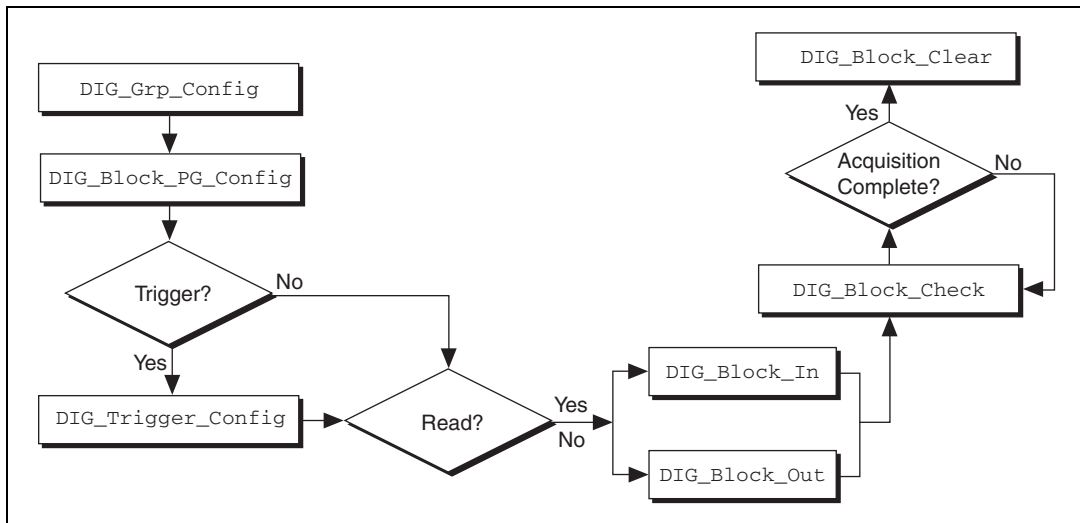 DIG_Grp_Config
DIG_Block_PG_Config
Trigger?
No
Yes
DIG_Trigger_Config
Read?
Yes
No
DIG_Block_In
DIG_Block_Out
DIG_Block_Check
Acquisition
Complete?
No
Yes
DIG_Block_Clear